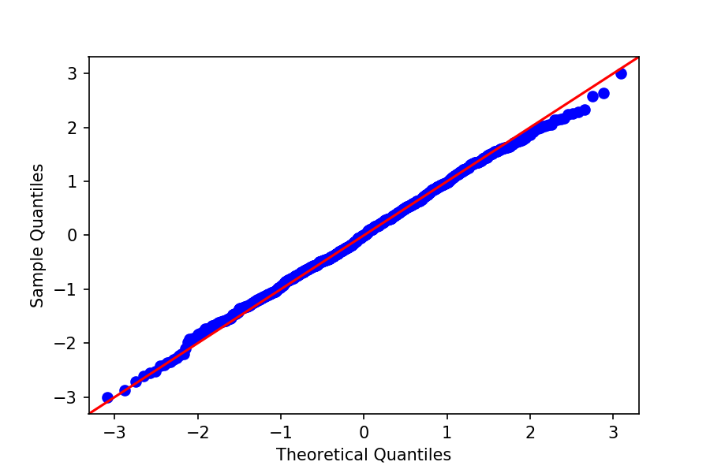 3
2
1
0
−1
−2
−3
Sample Quantiles
−3 −2 −1 0 1 2 3
Theoretical Quantiles